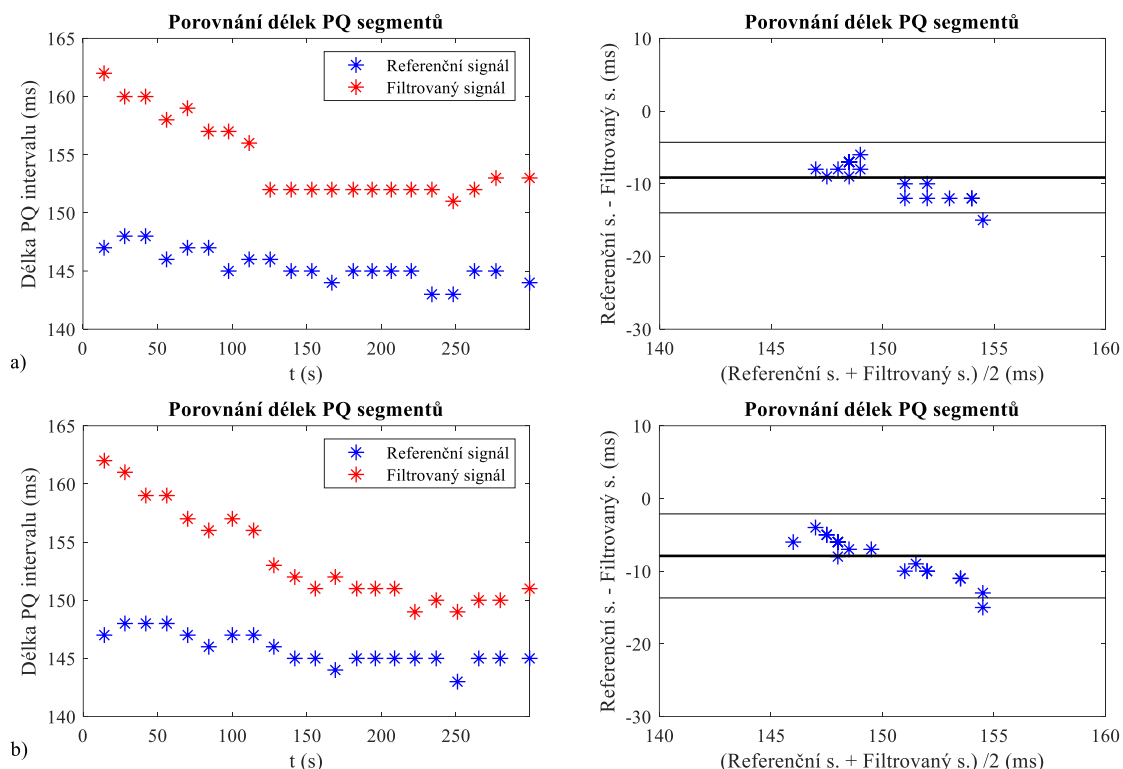 Porovnání délek PQ segmentů
Délka PQ intervalu (ms)
165
160
155
150
145
140
0
50
100
150
200
250
t (s)
Referenční signál
Filtrovaný signál
a)
Porovnání délek PQ segmentů
Referenční s. - Filtrovaný s. (ms)
10
0
-10
-20
-30
140
145
150
155
160
(Referenční s. + Filtrovaný s.) /2 (ms)
Porovnání délek PQ segmentů
Délka PQ intervalu (ms)
165
160
155
150
145
140
0
50
100
150
200
250
t (s)
Referenční signál
Filtrovaný signál
b)
Porovnání délek PQ segmentů
Referenční s. - Filtrovaný s. (ms)
10
0
-10
-20
-30
140
145
150
155
160
(Referenční s. + Filtrovaný s.) /2 (ms)